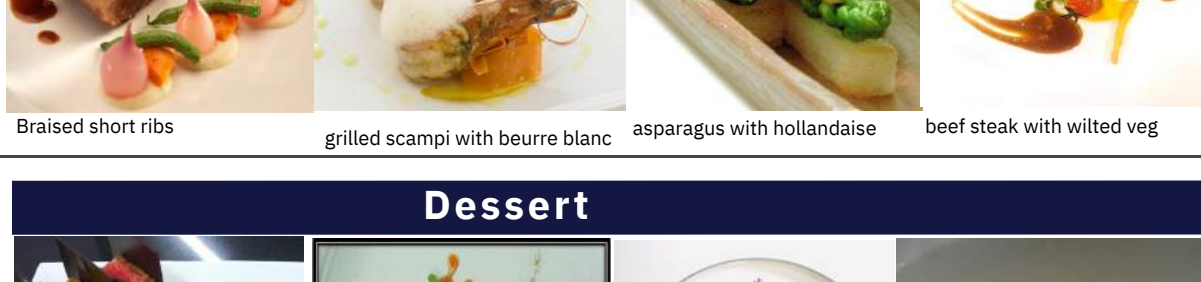 Braised short ribs
grilled scampi with beurre blanc
asparagus with hollandaise
beef steak with wilted veg
Dessert